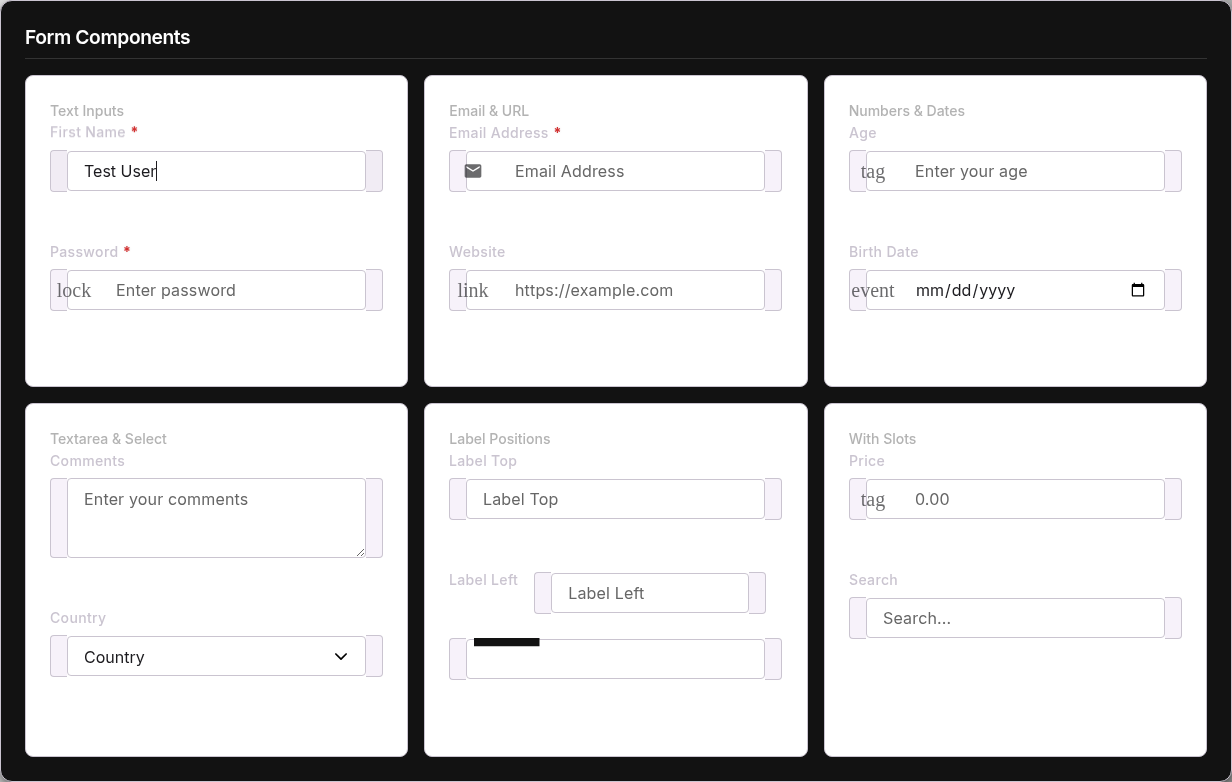 Form Components
Text Inputs
First Name *
Test User
Password *
lock Enter password
Email & URL
Email Address *
Email Address
Website
link https://example.com
Numbers & Dates
Age
tag Enter your age
Birth Date
event mm/dd/yyyy
Textarea & Select
Comments
Enter your comments
Country
Country
Label Positions
Label Top
Label Top
Label Left Label Left
With Slots
Price
tag 0.00
Search
Search...